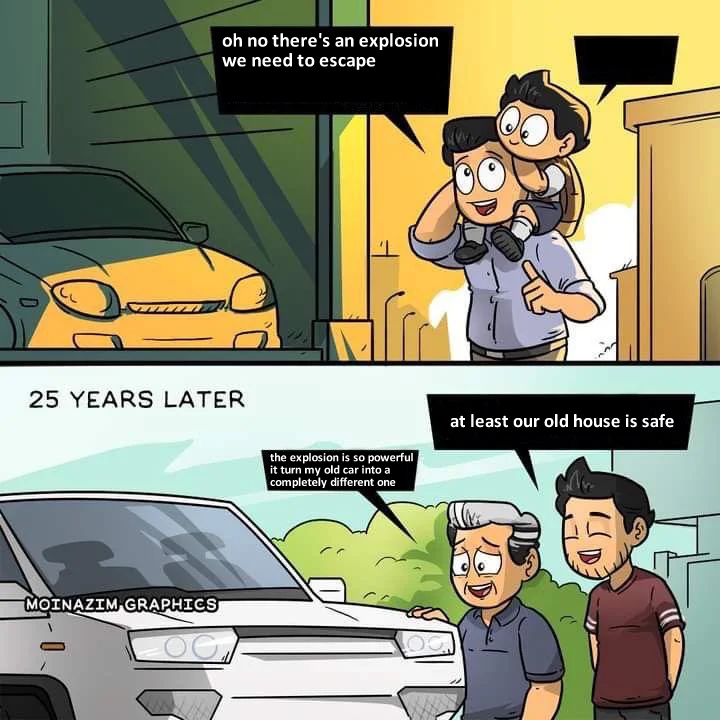 oh no there's an explosion
we need to escape
25 YEARS LATER
at least our old house is safe
the explosion is so powerful
it turn my old car into a
completely different one
MOINAZIM GRAPHICS